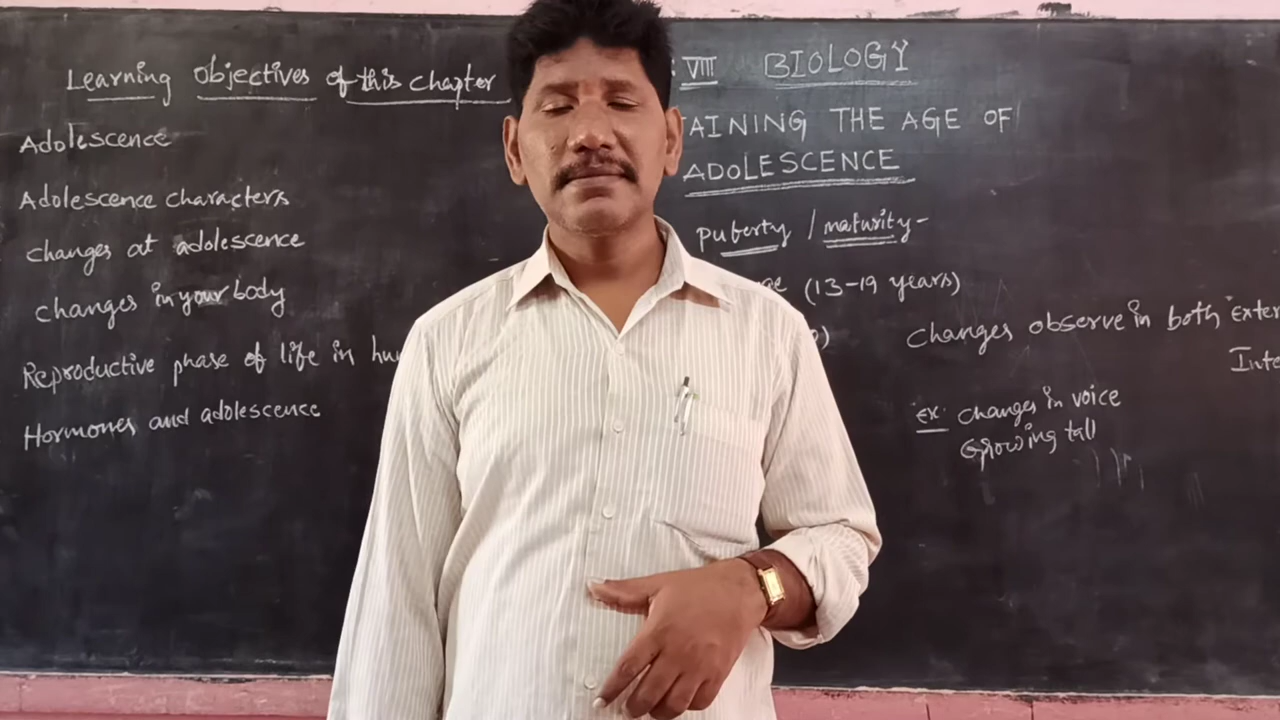 Learning objectives of this chapter
Adolescence
Adolescence characters
changes at adolescence
changes in your body
Reproductive phase of life in hu
Hormones and adolescence
: VIII BIOLOGY
AINING THE AGE OF
ADOLESCENCE
puberty / maturity-
ge (13-19 years)
)
Changes observe in both Exter
Inte
Ex: Changes in voice
Growing tall